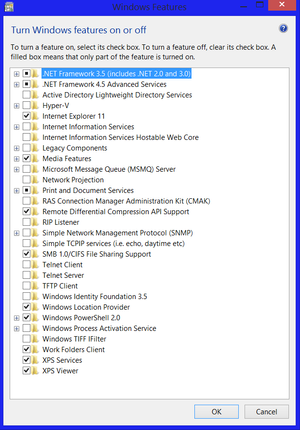 Windows Features
Turn Windows features on or off
To turn a feature on, select its check box. To turn a feature off, clear its check box. A
filled box means that only part of the feature is turned on.
.NET Framework 3.5 (includes .NET 2.0 and 3.0)
.NET Framework 4.5 Advanced Services
Active Directory Lightweight Directory Services
Hyper-V
Internet Explorer 11
Internet Information Services
Internet Information Services Hostable Web Core
Legacy Components
Media Features
Microsoft Message Queue (MSMQ) Server
Network Projection
Print and Document Services
RAS Connection Manager Administration Kit (CMAK)
Remote Differential Compression API Support
RIP Listener
Simple Network Management Protocol (SNMP)
Simple TCPIP services (i.e. echo, daytime etc)
SMB 1.0/CIFS File Sharing Support
Telnet Client
Telnet Server
TFTP Client
Windows Identity Foundation 3.5
Windows Location Provider
Windows PowerShell 2.0
Windows Process Activation Service
Windows TIFF IFilter
Work Folders Client
XPS Services
XPS Viewer
OK Cancel